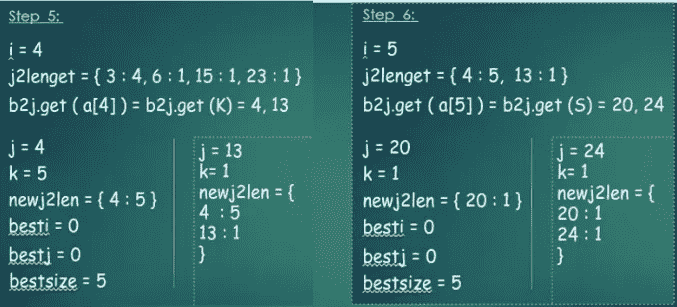 Step 5:
i = 4
j2lenget = { 3 : 4, 6 : 1, 15 : 1, 23 : 1 }
b2j.get ( a[4] ) = b2j.get (K) = 4, 13
j = 4
k = 5
newj2len = { 4 : 5 }
besti = 0
bestj = 0
bestsize = 5
j = 13
k= 1
newj2len = {
4 : 5
13 : 1
}
Step 6:
i = 5
j2lenget = { 4 : 5, 13 : 1 }
b2j.get ( a[5] ) = b2j.get (S) = 20, 24
j = 20
k = 1
newj2len = { 20 : 1 }
besti = 0
bestj = 0
bestsize = 5
j = 24
k= 1
newj2len = {
20 : 1
24 : 1
}